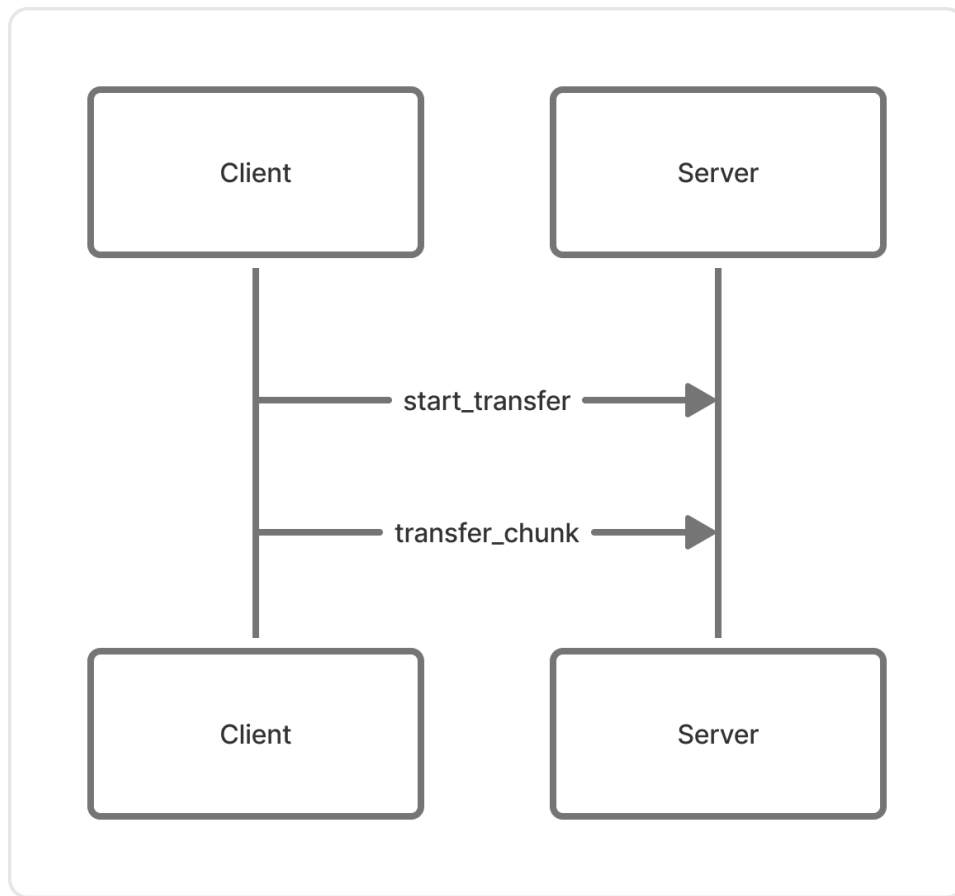 Client
Server
start_transfer
transfer_chunk
Client
Server